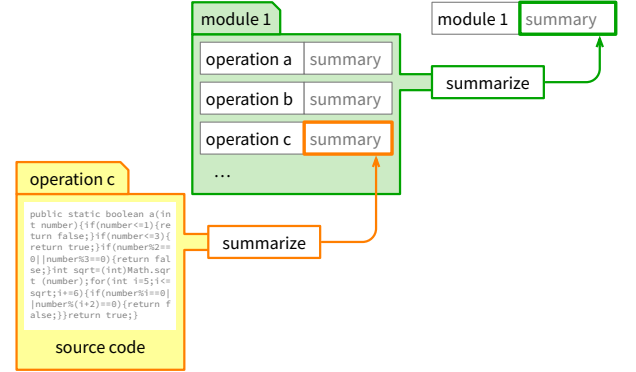 module 1
module 1 summary
operation a summary
summarize
operation b summary
operation c summary
...
operation c
public static boolean a(in
t number){if(number<=1){re
turn false;}if(number<=3){
return true;}if(number%2==
0||number%3==0){return fal
se;}int sqrt=(int)Math.sqr
t (number);for(int i=5;i<=
sqrt;i+=6){if(number%i==0|
|number%(i+2)==0){return f
alse;}}return true;}
summarize
source code